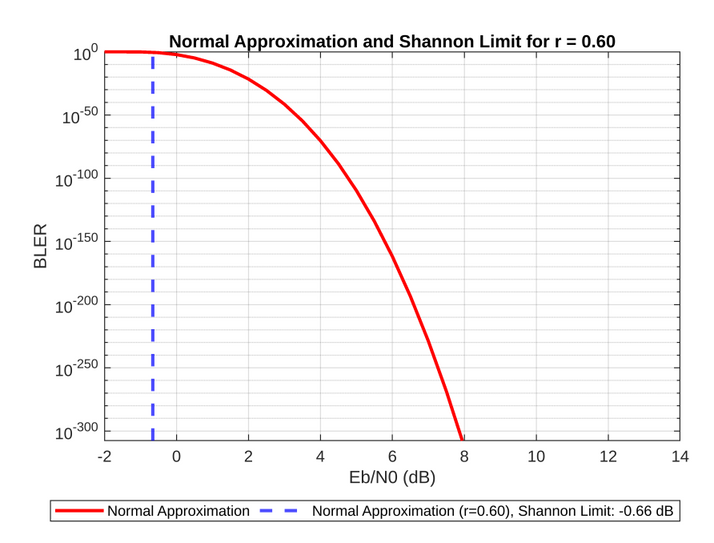 Normal Approximation and Shannon Limit for r = 0.60
10^0
10^-50
10^-100
10^-150
10^-200
10^-250
10^-300
BLER
-2 0 2 4 6 8 10 12 14
Eb/N0 (dB)
Normal Approximation Normal Approximation (r=0.60), Shannon Limit: -0.66 dB